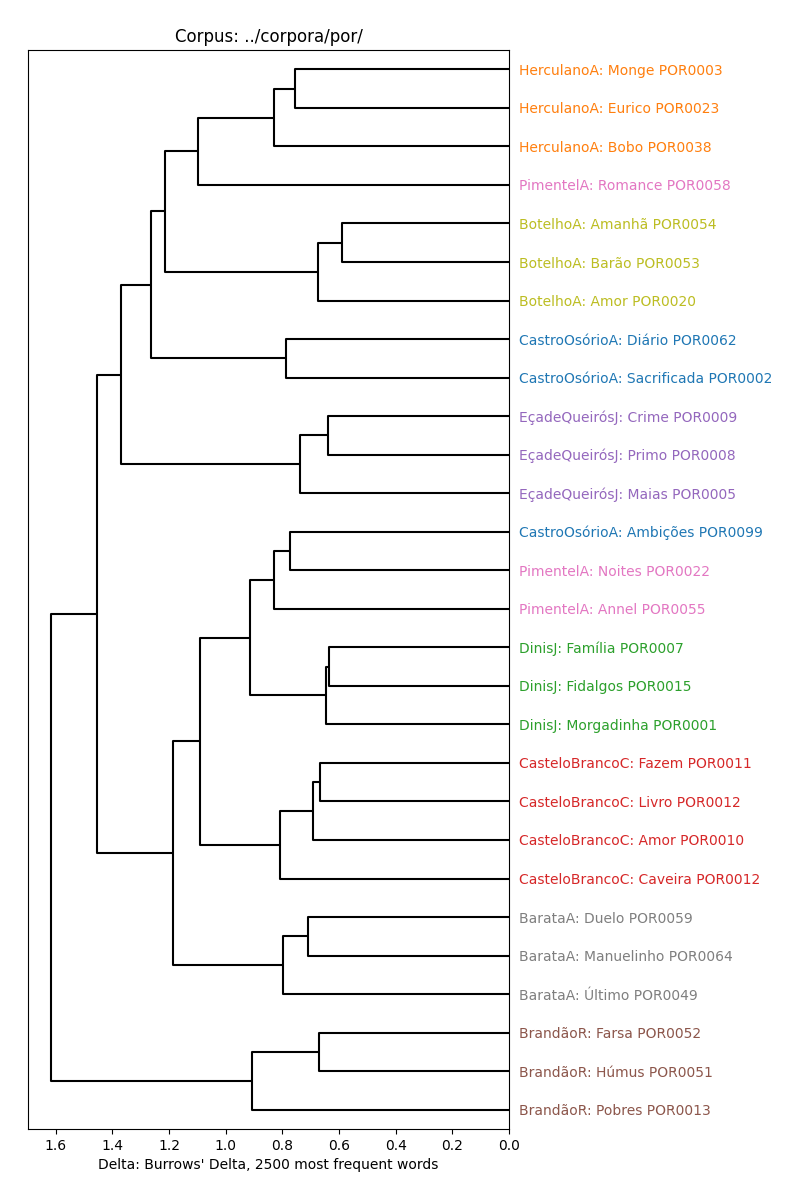 Corpus: ../corpora/por/
HerculanoA: Monge POR0003
HerculanoA: Eurico POR0023
HerculanoA: Bobo POR0038
PimentelA: Romance POR0058
BotelhoA: Amanhã POR0054
BotelhoA: Barão POR0053
BotelhoA: Amor POR0020
CastroOsórioA: Diário POR0062
CastroOsórioA: Sacrificada POR0002
EçadeQueirósJ: Crime POR0009
EçadeQueirósJ: Primo POR0008
EçadeQueirósJ: Maias POR0005
CastroOsórioA: Ambições POR0099
PimentelA: Noites POR0022
PimentelA: Annel POR0055
DinisJ: Família POR0007
DinisJ: Fidalgos POR0015
DinisJ: Morgadinha POR0001
CasteloBrancoC: Fazem POR0011
CasteloBrancoC: Livro POR0012
CasteloBrancoC: Amor POR0010
CasteloBrancoC: Caveira POR0012
BarataA: Duelo POR0059
BarataA: Manuelinho POR0064
BarataA: Último POR0049
BrandãoR: Farsa POR0052
BrandãoR: Húmus POR0051
BrandãoR: Pobres POR0013
1.6 1.4 1.2 1.0 0.8 0.6 0.4 0.2 0.0
Delta: Burrows' Delta, 2500 most frequent words